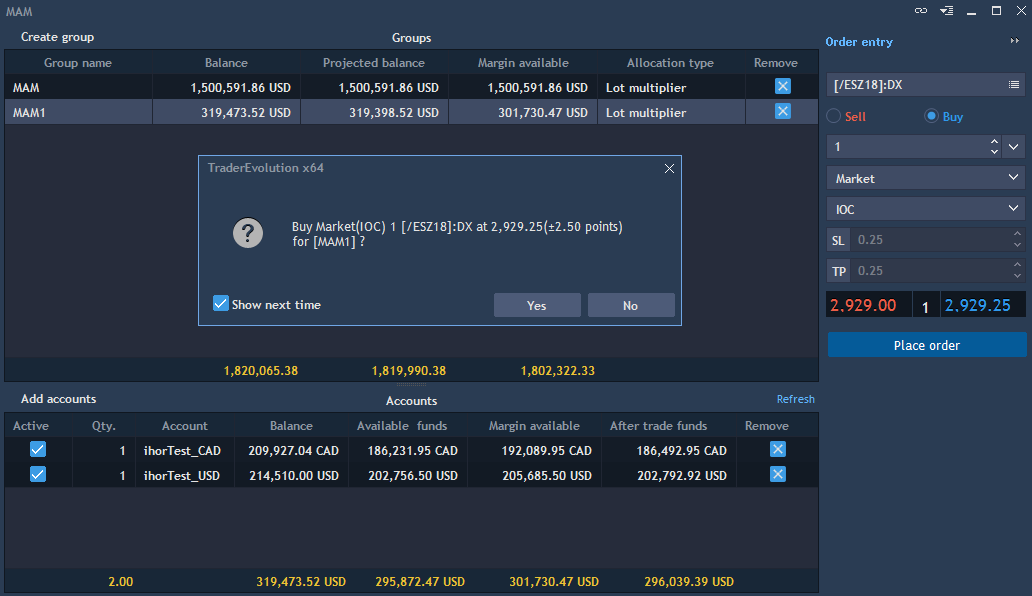 MAM
Create group
Groups
Group name Balance Projected balance Margin available Allocation type Remove
MAM 1,500,591.86 USD 1,500,591.86 USD 1,500,591.86 USD Lot multiplier
MAM1 319,473.52 USD 319,398.52 USD 301,730.47 USD Lot multiplier
TraderEvolution x64
Buy Market(IOC) 1 [/ESZ18]:DX at 2,929.25(±2.50 points)
for [MAM1] ?
Show next time
Yes No
1,820,065.38 1,819,990.38 1,802,322.33
Add accounts
Accounts
Refresh
Active Qty. Account Balance Available funds Margin available After trade funds Remove
1 ihorTest_CAD 209,927.04 CAD 186,231.95 CAD 192,089.95 CAD 186,492.95 CAD
1 ihorTest_USD 214,510.00 USD 202,756.50 USD 205,685.50 USD 202,792.92 USD
2.00 319,473.52 USD 295,872.47 USD 301,730.47 USD 296,039.39 USD
Order entry
[/ESZ18]:DX
Sell Buy
1
Market
IOC
SL 0.25
TP 0.25
2,929.00 1 2,929.25
Place order